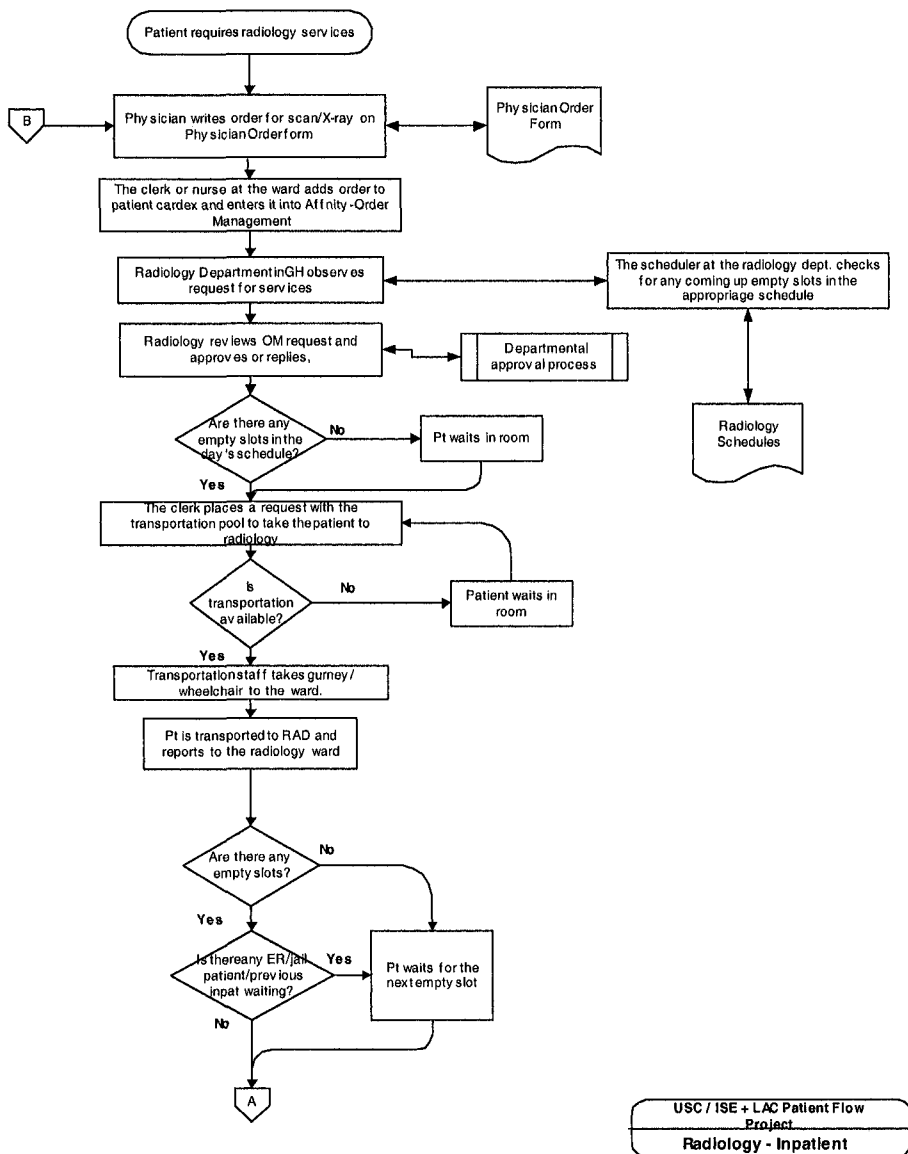 Patient requires radiology services
B
Physician writes order for scan/X-ray on
Physician Order form
Physician Order
Form
The clerk or nurse at the ward adds order to
patient cardex and enters it into Affinity-Order
Management
Radiology Department in GH observes
request for services
The scheduler at the radiology dept. checks
for any coming up empty slots in the
appropriage schedule
Radiology reviews OM request and
approves or replies,
Departmental
approval process
Radiology
Schedules
Are there any
empty slots in the
day's schedule?
No
Pt waits in room
Yes
The clerk places a request with the
transportation pool to take the patient to
radiology
Is
transportation
available?
No
Patient waits in
room
Yes
Transportation staff takes gurney/
wheelchair to the ward.
Pt is transported to RAD and
reports to the radiology ward
Are there any
empty slots?
No
Yes
Is there any ER/jail
patient/previous
inpat waiting?
Yes
Pt waits for the
next empty slot
No
A
USC / ISE + LAC Patient Flow
Project
Radiology - Inpatient